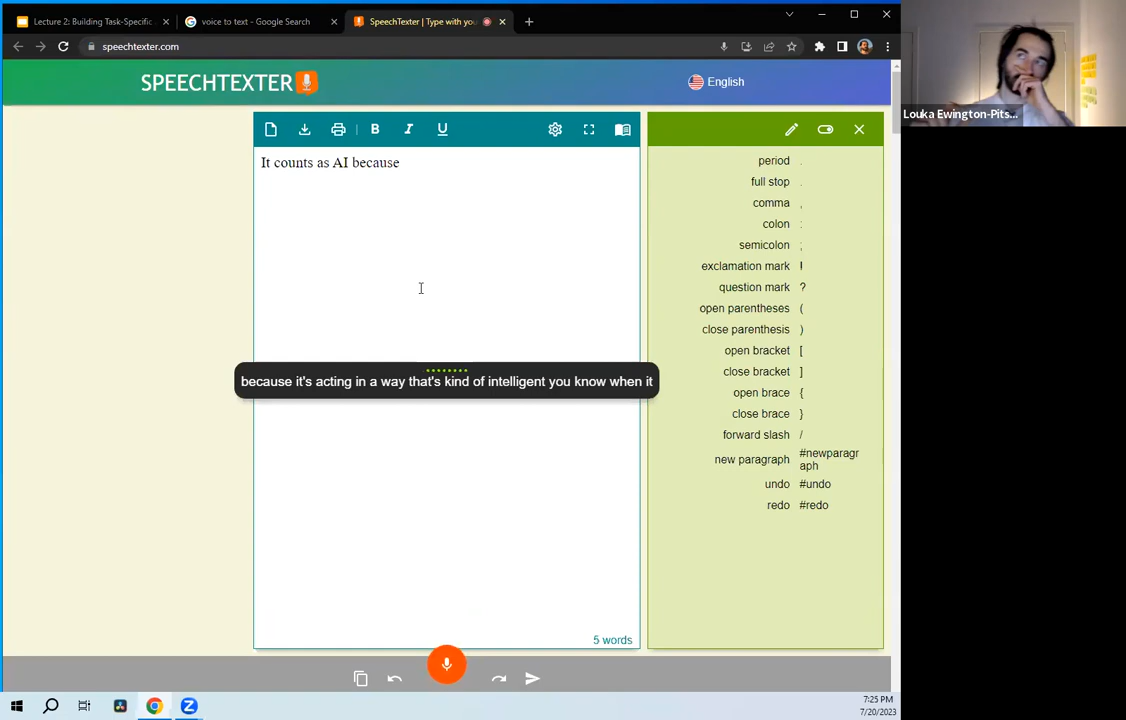 Lecture 2: Building Task-Specific
voice to text - Google Search
SpeechTexter | Type with you
speechtexter.com
SPEECHTEXTER
English
It counts as AI because
because it's acting in a way that's kind of intelligent you know when it
5 words
period .
full stop .
comma ,
colon :
semicolon ;
exclamation mark !
question mark ?
open parentheses (
close parenthesis )
open bracket [
close bracket ]
open brace {
close brace }
forward slash /
new paragraph #newparagr
aph
undo #undo
redo #redo
Louka Ewington-Pits...
7:25 PM
7/20/2023